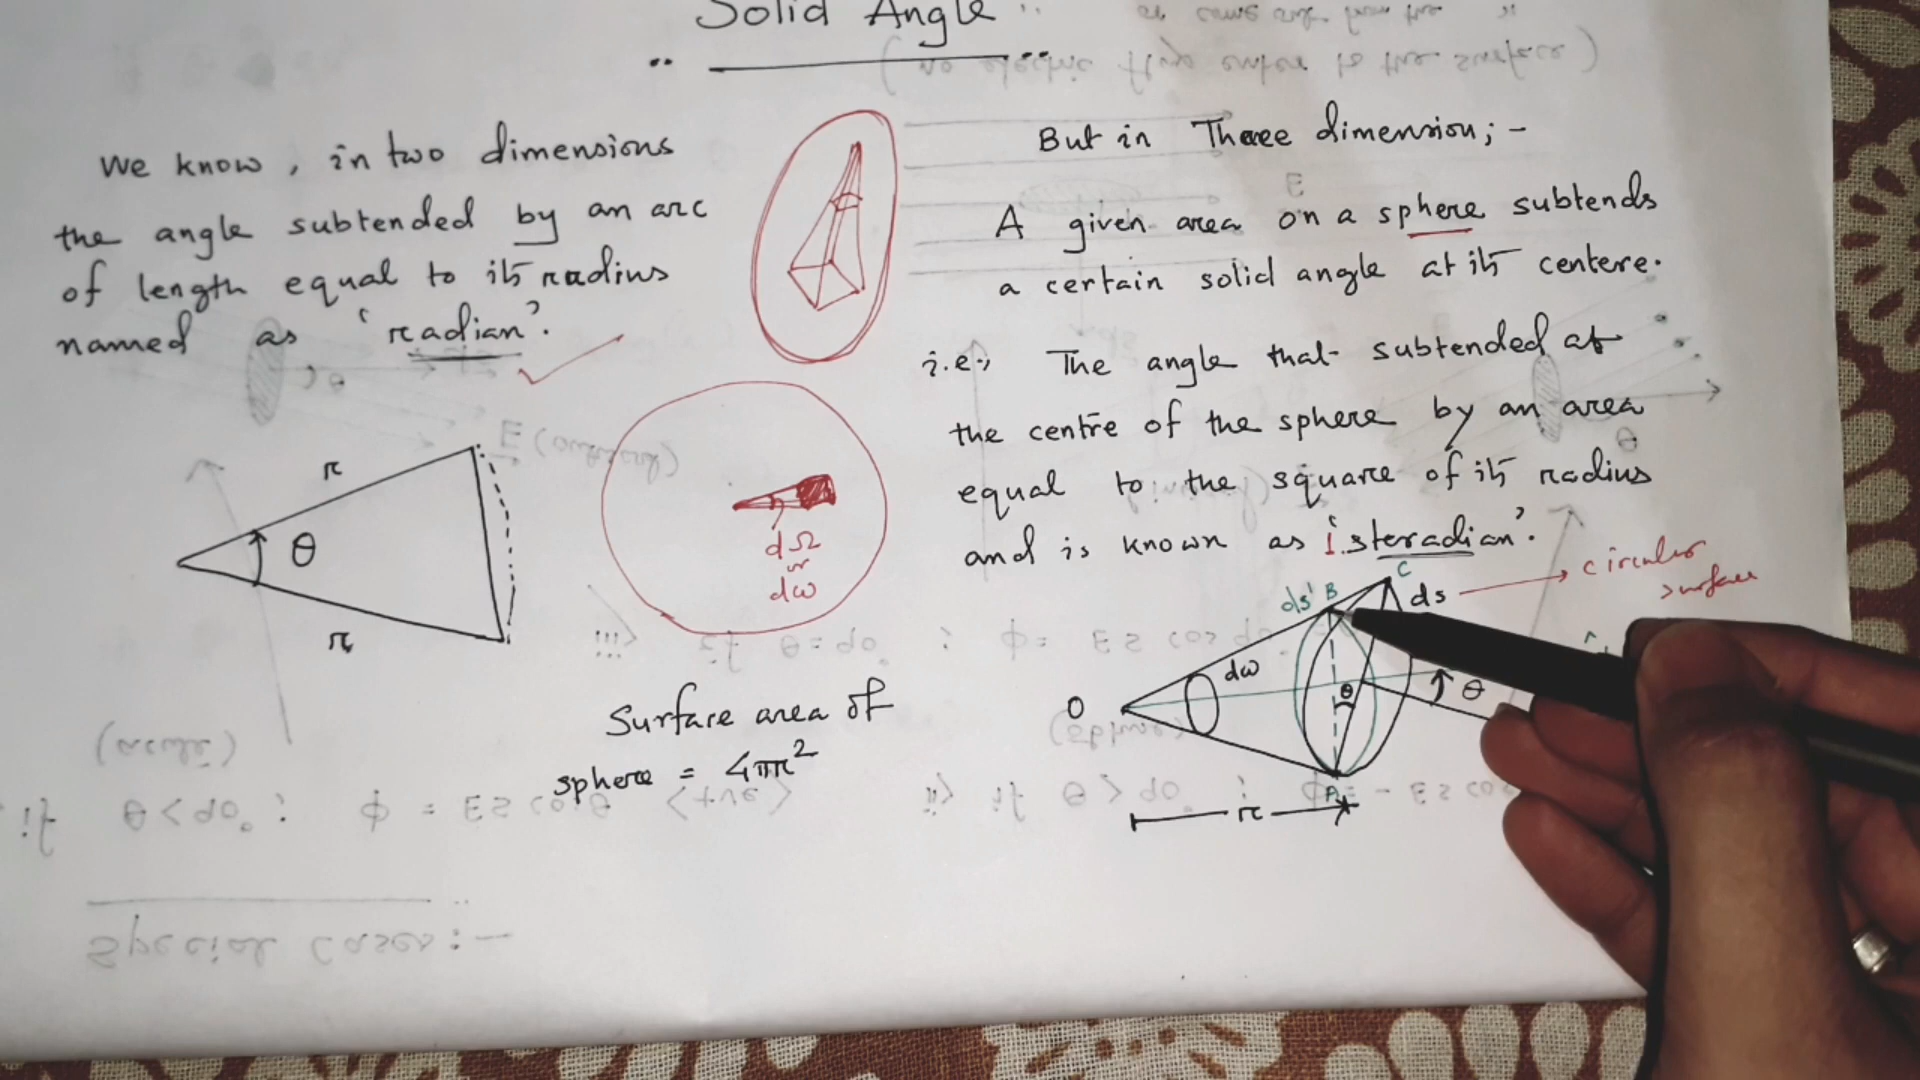 Solid Angle
We know, in two dimensions
the angle subtended by an arc
of length equal to its radius
named as 'radian'.
r
θ
r
dΩ
or
dω
Surface area of
sphere = 4πr²
But in Three dimension; -
A given area on a sphere subtends
a certain solid angle at its centere.
i.e; The angle that subtended at
the centre of the sphere by an area
equal to the square of its radius
and is known as '1 steradian'.
ds' B C ds → circular
surface
dω
O θ θ
A
r